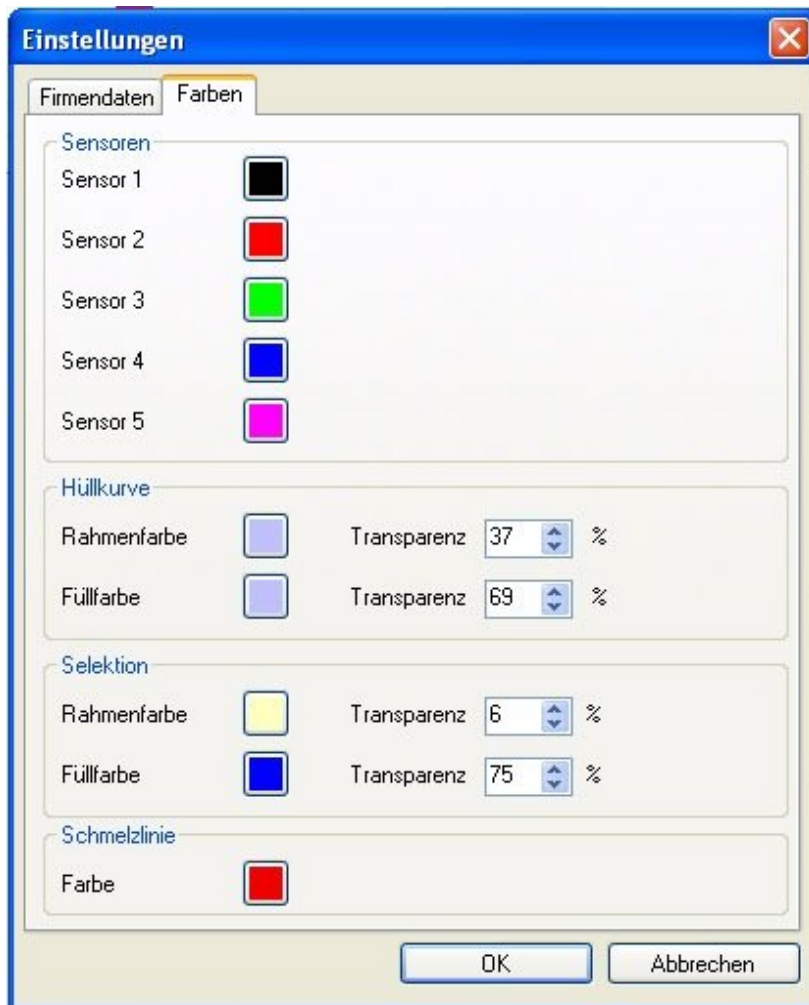 Einstellungen
Firmendaten Farben
Sensoren
Sensor 1
Sensor 2
Sensor 3
Sensor 4
Sensor 5
Hüllkurve
Rahmenfarbe Transparenz 37 %
Füllfarbe Transparenz 69 %
Selektion
Rahmenfarbe Transparenz 6 %
Füllfarbe Transparenz 75 %
Schmelzlinie
Farbe
OK Abbrechen